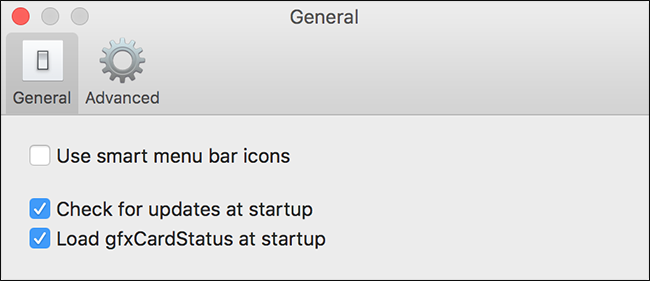 General
General Advanced
Use smart menu bar icons
Check for updates at startup
Load gfxCardStatus at startup